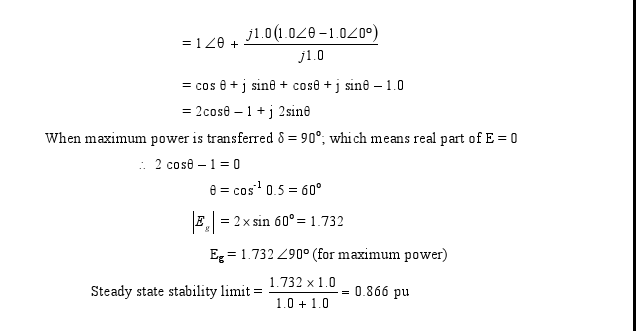 = 1∠θ + j1.0(1.0∠θ − 1.0∠0°) / j1.0
= cos θ + j sinθ + cosθ + j sinθ − 1.0
= 2cosθ − 1 + j 2sinθ
When maximum power is transferred δ = 90°; which means real part of E = 0
∴ 2 cosθ − 1 = 0
θ = cos⁻¹ 0.5 = 60°
|E_g| = 2 × sin 60° = 1.732
E_g = 1.732 ∠90° (for maximum power)
Steady state stability limit = 1.732 × 1.0 / 1.0 + 1.0 = 0.866 pu